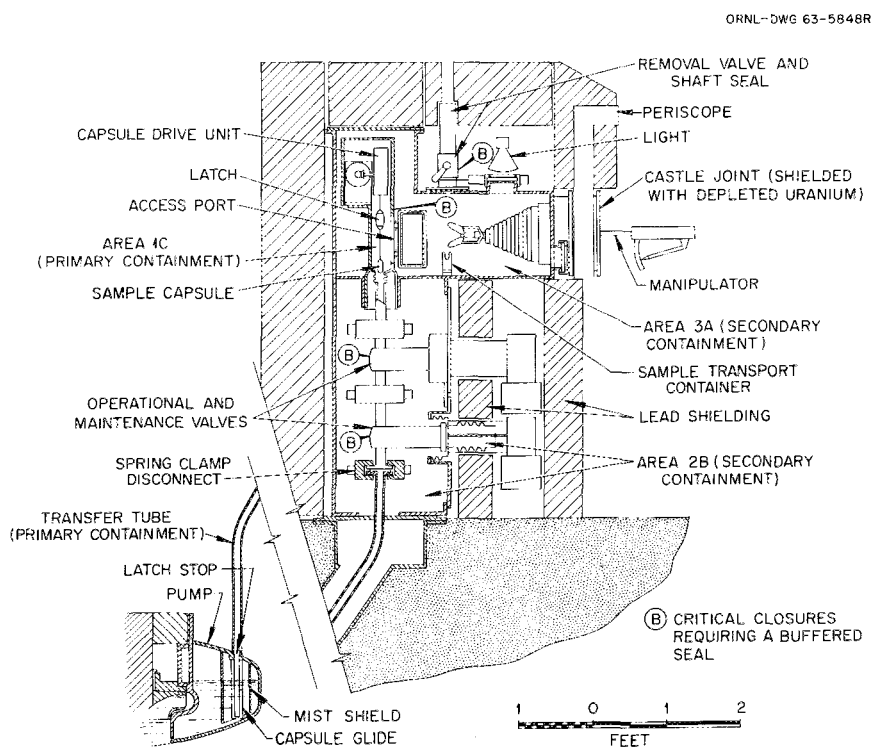 ORNL-DWG 63-5848R
REMOVAL VALVE AND
SHAFT SEAL
PERISCOPE
LIGHT
CASTLE JOINT (SHIELDED
WITH DEPLETED URANIUM)
MANIPULATOR
AREA 3A (SECONDARY
CONTAINMENT)
SAMPLE TRANSPORT
CONTAINER
LEAD SHIELDING
AREA 2B (SECONDARY
CONTAINMENT)
CAPSULE DRIVE UNIT
LATCH
ACCESS PORT
AREA 1C
(PRIMARY CONTAINMENT)
SAMPLE CAPSULE
OPERATIONAL AND
MAINTENANCE VALVES
SPRING CLAMP
DISCONNECT
TRANSFER TUBE
(PRIMARY CONTAINMENT)
LATCH STOP
PUMP
MIST SHIELD
CAPSULE GLIDE
B
B
B
B
B CRITICAL CLOSURES
REQUIRING A BUFFERED
SEAL
1 0 1 2
FEET